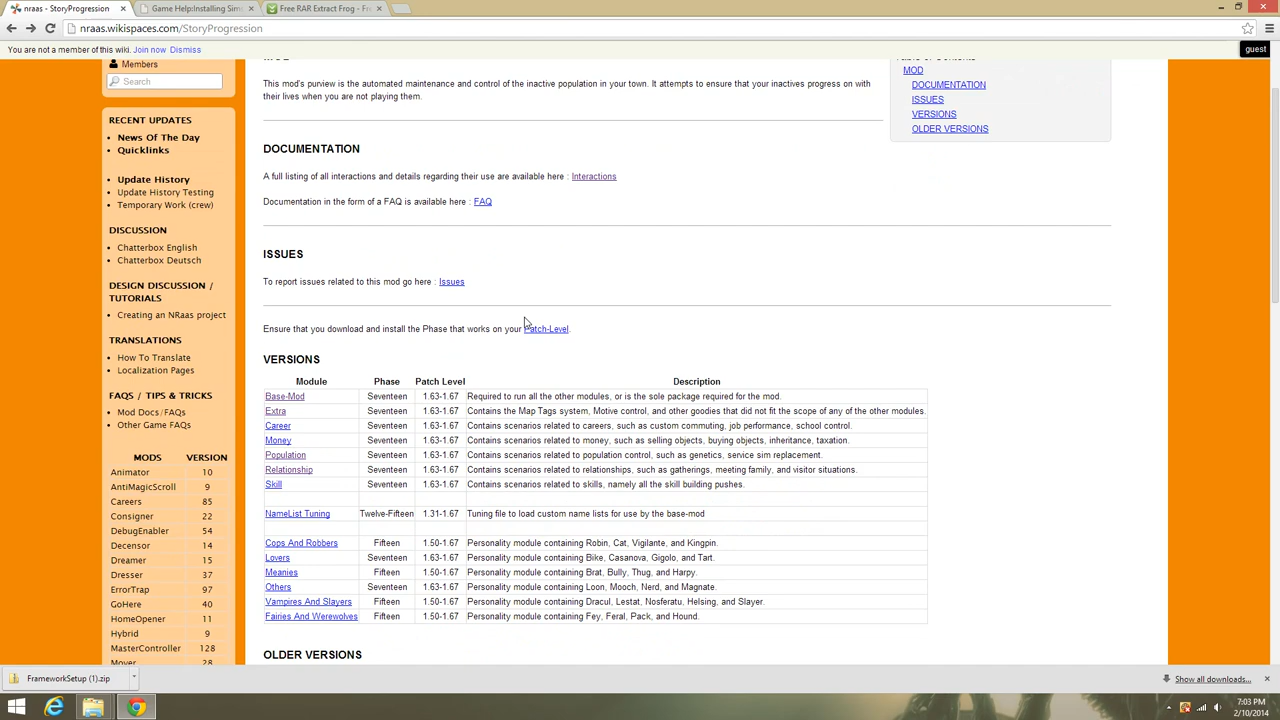 nraas - StoryProgression
Game Help:Installing Sim
Free RAR Extract Frog - Fre
nraas.wikispaces.com/StoryProgression
You are not a member of this wiki. Join now Dismiss
guest
Members
Search
RECENT UPDATES
News Of The Day
Quicklinks
Update History
Update History Testing
Temporary Work (crew)
DISCUSSION
Chatterbox English
Chatterbox Deutsch
DESIGN DISCUSSION /
TUTORIALS
Creating an NRaas project
TRANSLATIONS
How To Translate
Localization Pages
FAQS / TIPS & TRICKS
Mod Docs/FAQs
Other Game FAQs
MODS VERSION
Animator 10
AntiMagicScroll 9
Careers 85
Consigner 22
DebugEnabler 54
Decensor 14
Dreamer 15
Dresser 37
ErrorTrap 97
GoHere 40
HomeOpener 11
Hybrid 9
MasterController 128
Mover 28
This mod's purview is the automated maintenance and control of the inactive population in your town. It attempts to ensure that your inactives progress on with
their lives when you are not playing them.
MOD
DOCUMENTATION
ISSUES
VERSIONS
OLDER VERSIONS
DOCUMENTATION
A full listing of all interactions and details regarding their use are available here : Interactions
Documentation in the form of a FAQ is available here : FAQ
ISSUES
To report issues related to this mod go here : Issues
Ensure that you download and install the Phase that works on your Patch-Level.
VERSIONS
Module Phase Patch Level Description
Base-Mod Seventeen 1.63-1.67 Required to run all the other modules, or is the sole package required for the mod.
Extra Seventeen 1.63-1.67 Contains the Map Tags system, Motive control, and other goodies that did not fit the scope of any of the other modules.
Career Seventeen 1.63-1.67 Contains scenarios related to careers, such as custom commuting, job performance, school control.
Money Seventeen 1.63-1.67 Contains scenarios related to money, such as selling objects, buying objects, inheritance, taxation.
Population Seventeen 1.63-1.67 Contains scenarios related to population control, such as genetics, service sim replacement.
Relationship Seventeen 1.63-1.67 Contains scenarios related to relationships, such as gatherings, meeting family, and visitor situations.
Skill Seventeen 1.63-1.67 Contains scenarios related to skills, namely all the skill building pushes.
NameList Tuning Twelve-Fifteen 1.31-1.67 Tuning file to load custom name lists for use by the base-mod
Cops And Robbers Fifteen 1.50-1.67 Personality module containing Robin, Cat, Vigilante, and Kingpin.
Lovers Seventeen 1.63-1.67 Personality module containing Bike, Casanova, Gigolo, and Tart.
Meanies Fifteen 1.50-1.67 Personality module containing Brat, Bully, Thug, and Harpy.
Others Seventeen 1.63-1.67 Personality module containing Loon, Mooch, Nerd, and Magnate.
Vampires And Slayers Fifteen 1.50-1.67 Personality module containing Dracul, Lestat, Nosferatu, Helsing, and Slayer.
Fairies And Werewolves Fifteen 1.50-1.67 Personality module containing Fey, Feral, Pack, and Hound.
OLDER VERSIONS
FrameworkSetup (1).zip
Show all downloads...
7:03 PM
2/10/2014